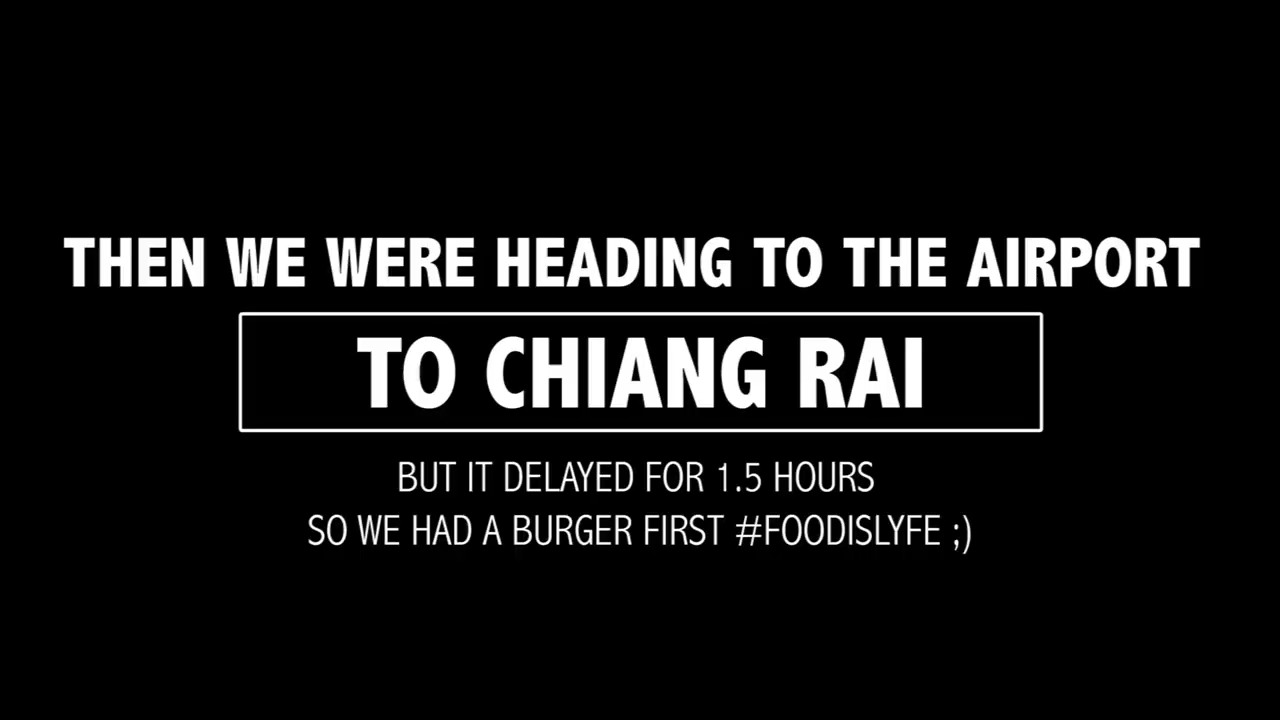 THEN WE WERE HEADING TO THE AIRPORT
TO CHIANG RAI
BUT IT DELAYED FOR 1.5 HOURS
SO WE HAD A BURGER FIRST #FOODISLYFE ;)